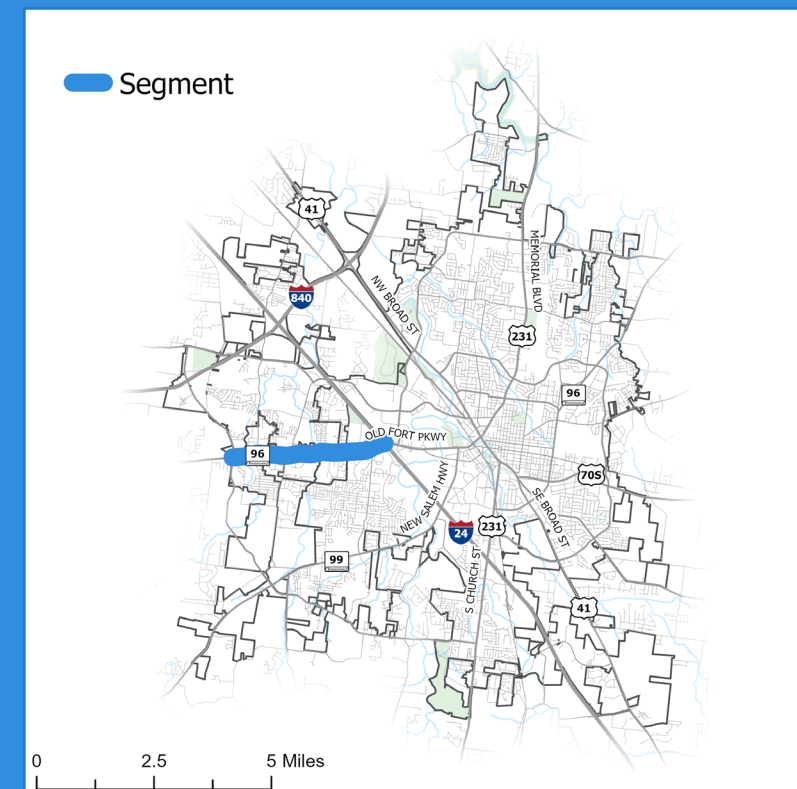 Segment
41
840
NW BROAD ST
MEMORIAL BLVD
231
96
OLD FORT PKWY
96
70S
NEW SALEM HWY
SE BROAD ST
24
231
99
S CHURCH ST
41
0 2.5 5 Miles